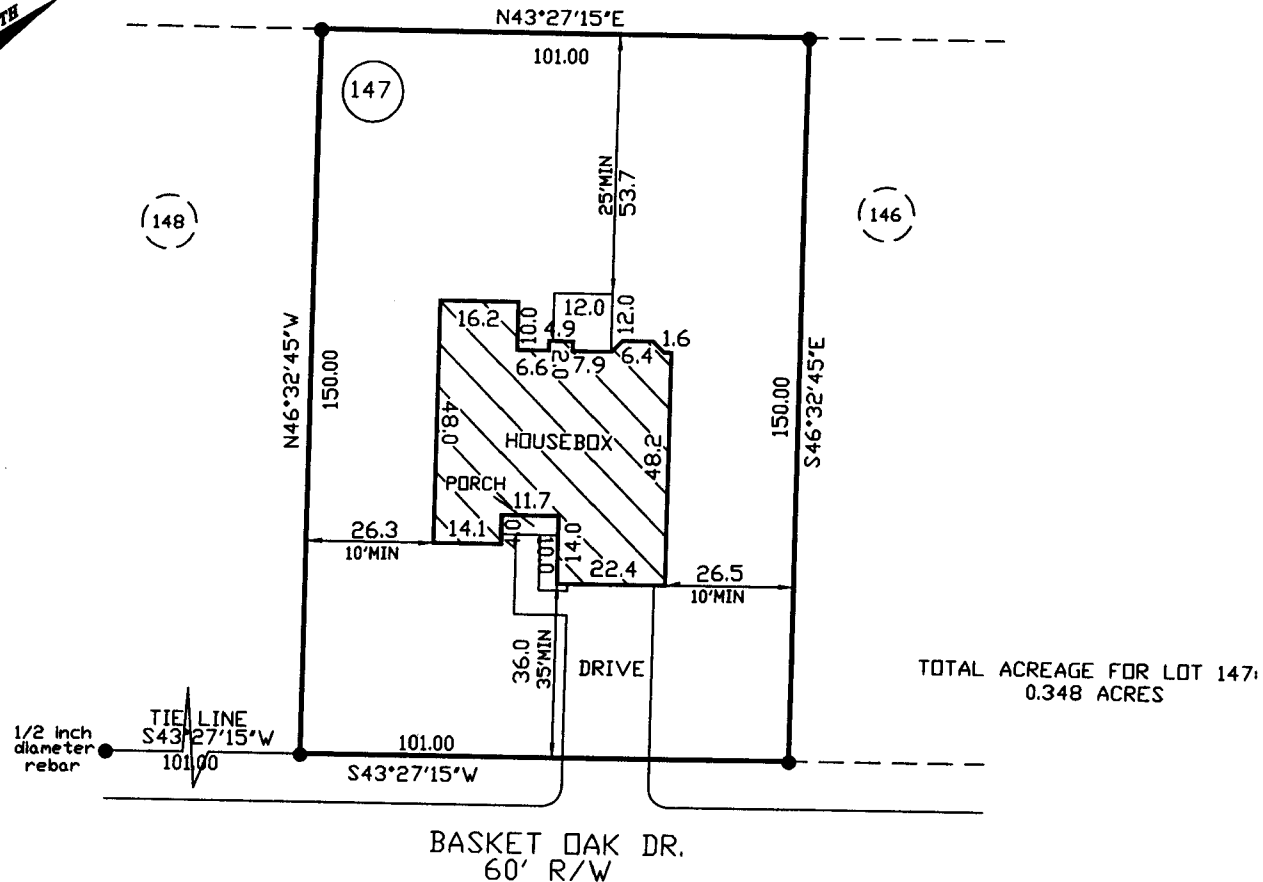 TH
N43°27'15"E
101.00
147
148
146
25'MIN
53.7
N46°32'45"W
150.00
150.00
S46°32'45"E
12.0
16.2
10.0
4.9
12.0
1.6
6.6
2.0
7.9
6.4
48.0
HOUSEBOX
48.2
PORCH
11.7
14.1
4.0
10.0
14.0
22.4
26.3
10'MIN
26.5
10'MIN
36.0
35'MIN
DRIVE
TOTAL ACREAGE FOR LOT 147:
0.348 ACRES
TIE LINE
S43°27'15"W
101.00
1/2 inch
diameter
rebar
101.00
S43°27'15"W
BASKET OAK DR.
60' R/W